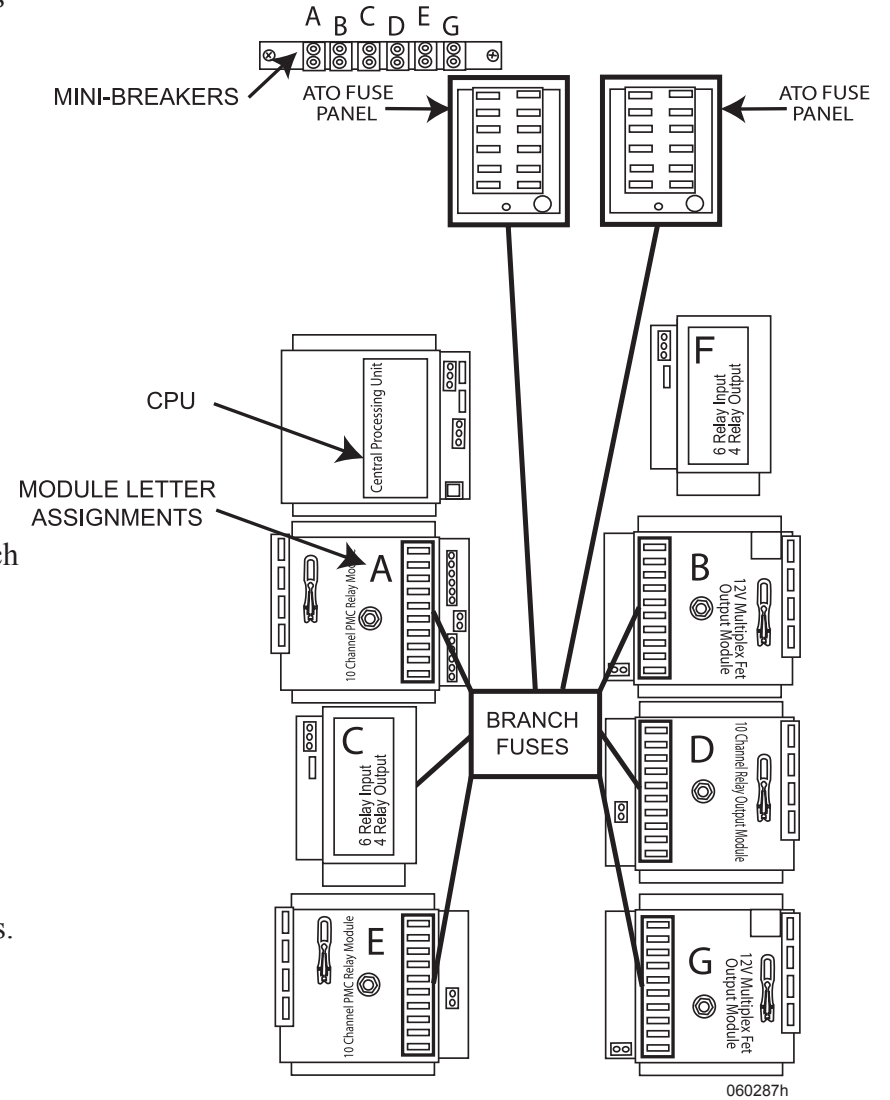 s
A B C D E G
MINI-BREAKERS
ATO FUSE
PANEL
ATO FUSE
PANEL
CPU
Central Processing Unit
F
6 Relay Input
4 Relay Output
MODULE LETTER
ASSIGNMENTS
ch
A
10 Channel PMC Relay
B
12V Multiplex Fet
Output Module
BRANCH
FUSES
C
6 Relay Input
4 Relay Output
D
10 Channel Relay Output Module
s.
E
10 Channel PMC Relay Module
G
12V Multiplex Fet
Output Module
060287h